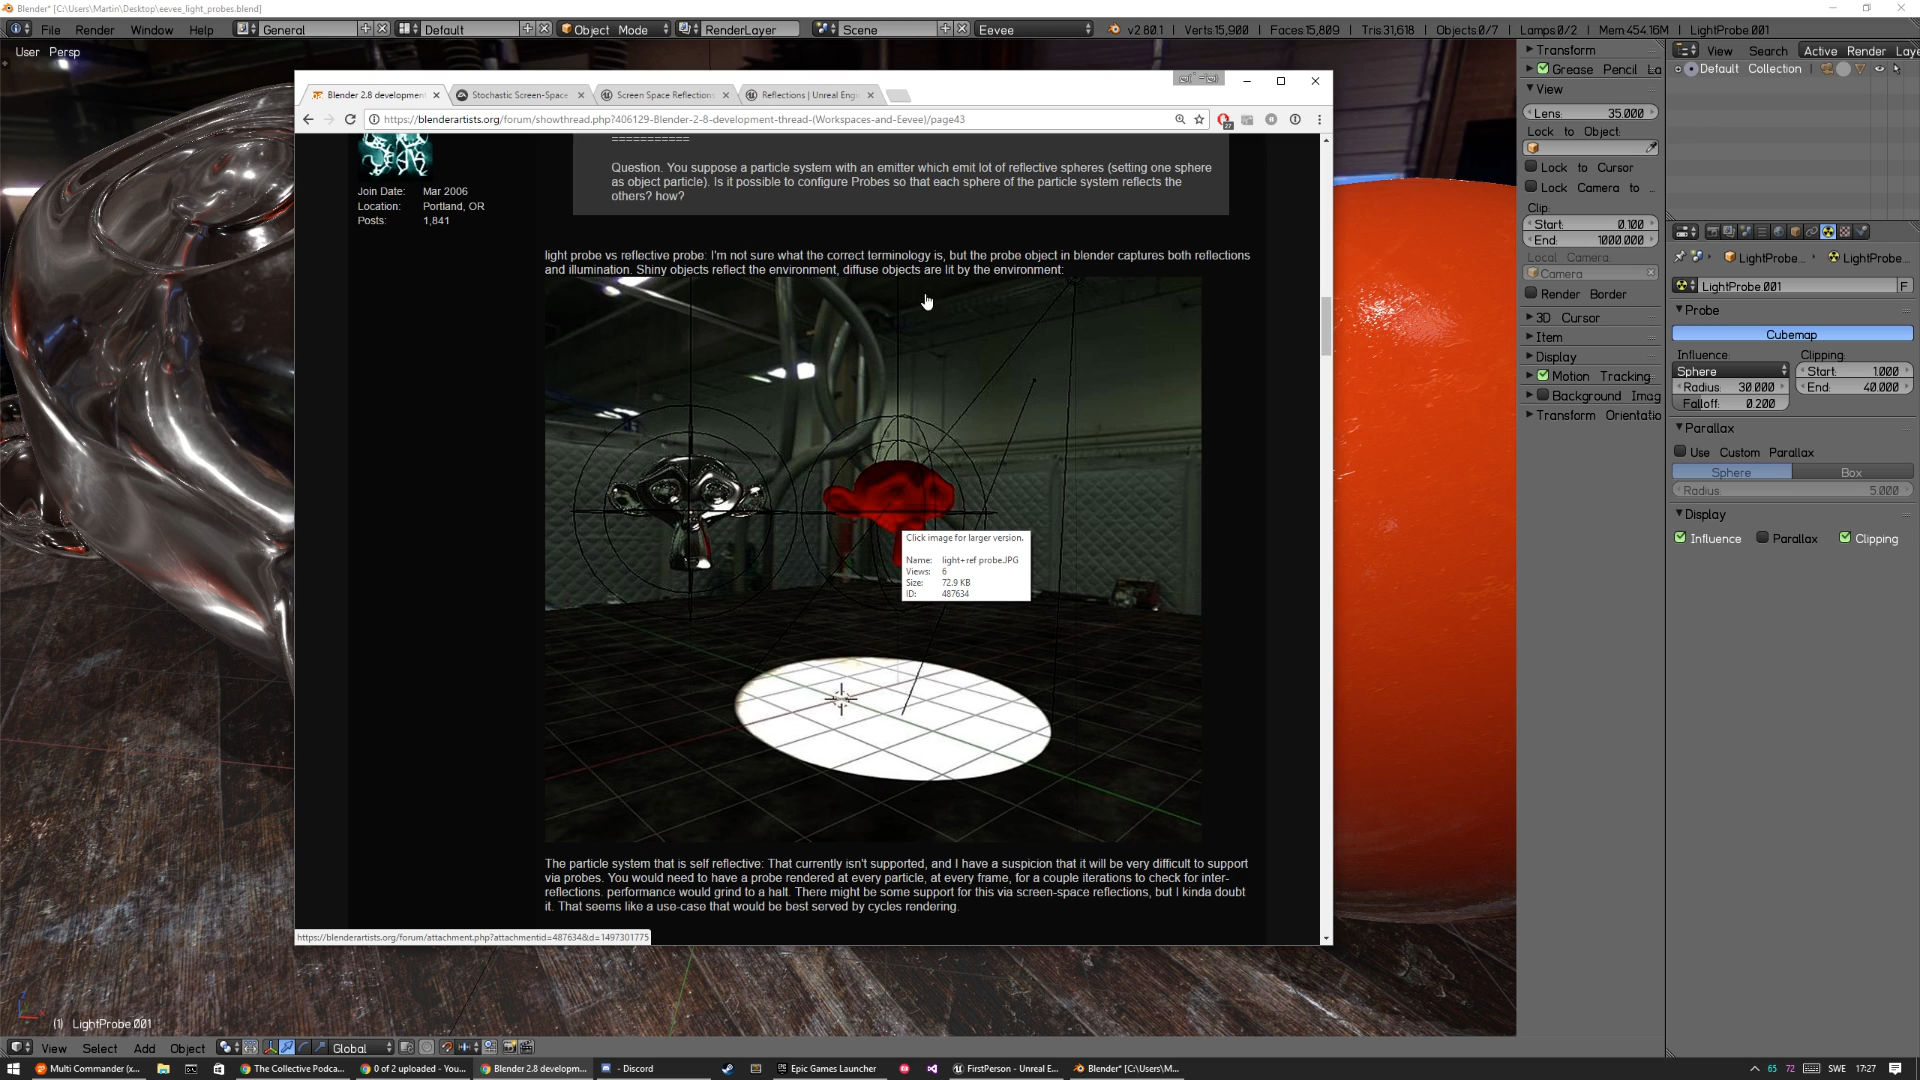 Blender* [C:\Users\Martin\Desktop\eevee_light_probes.blend]
File Render Window Help General Default Object Mode RenderLayer Scene Eevee v2.80.1 | Verts:15,900 | Faces:15,809 | Tris:31,618 | Objects:0/7 | Lamps:0/2 | Mem:454.16M | LightProbe.001
User Persp
Blender 2.8 development Stochastic Screen-Space Screen Space Reflections Reflections | Unreal Engi
https://blenderartists.org/forum/showthread.php?406129-Blender-2-8-development-thread-(Workspaces-and-Eevee)/page43
27
===========
Question. You suppose a particle system with an emitter which emit lot of reflective spheres (setting one sphere
as object particle). Is it possible to configure Probes so that each sphere of the particle system reflects the
others? how?
Join Date: Mar 2006
Location: Portland, OR
Posts: 1,841
light probe vs reflective probe: I'm not sure what the correct terminology is, but the probe object in blender captures both reflections
and illumination. Shiny objects reflect the environment, diffuse objects are lit by the environment:
Click image for larger version.
Name: light+ref probe.JPG
Views: 6
Size: 72.9 KB
ID: 487634
The particle system that is self reflective: That currently isn't supported, and I have a suspicion that it will be very difficult to support
via probes. You would need to have a probe rendered at every particle, at every frame, for a couple iterations to check for inter-
reflections. performance would grind to a halt. There might be some support for this via screen-space reflections, but I kinda doubt
it. That seems like a use-case that would be best served by cycles rendering.
https://blenderartists.org/forum/attachment.php?attachmentid=487634&d=1497301775
Transform
Grease Pencil La
View
Lens: 35.000
Lock to Object:
Lock to Cursor
Lock Camera to ...
Clip:
Start: 0.100
End: 1000.000
Local Camera:
Camera
Render Border
3D Cursor
Item
Display
Motion Tracking
Background Imag
Transform Orientatio
View Search Active Render Laye
Default Collection
LightProbe... LightProbe...
LightProbe.001 F
Probe
Cubemap
Influence: Clipping:
Sphere Start: 1.000
Radius: 30.000 End: 40.000
Falloff: 0.200
Parallax
Use Custom Parallax
Sphere Box
Radius 5.000
Display
Influence Parallax Clipping
(1) LightProbe.001
View Select Add Object Global
Multi Commander (x... The Collective Podca... 0 of 2 uploaded - You... Blender 2.8 developm... - Discord Epic Games Launcher FirstPerson - Unreal E... Blender* [C:\Users\M... 65 72 SWE 17:27